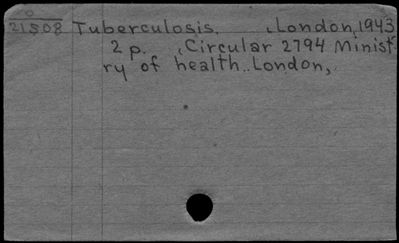 21508 Tuberculosis. London, 1943
2 p. Circular 2794 Minist-
ry of health.. London,